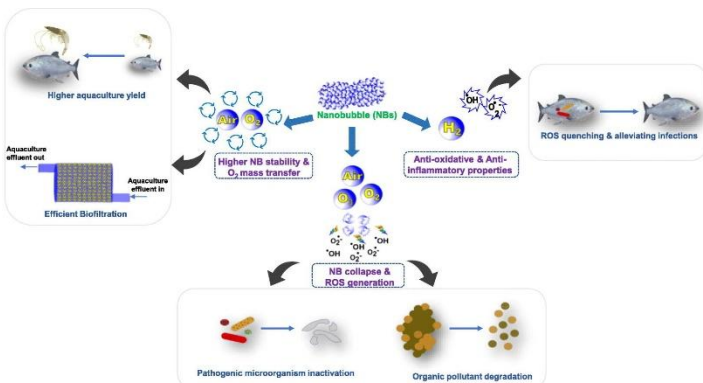 Higher aquaculture yield
Aquaculture
effluent out
Aquaculture
effluent in
Efficient Biofiltration
Air
O2
Higher NB stability &
O2 mass transfer
Nanobubble (NBs)
H2
•OH
O•2-
Anti-oxidative & Anti-
inflammatory properties
ROS quenching & alleviating infections
Air
O3
O2
•OH
O2•-
•OH
O2•-
•OH
O2•-
NB collapse &
ROS generation
Pathogenic microorganism inactivation
Organic pollutant degradation